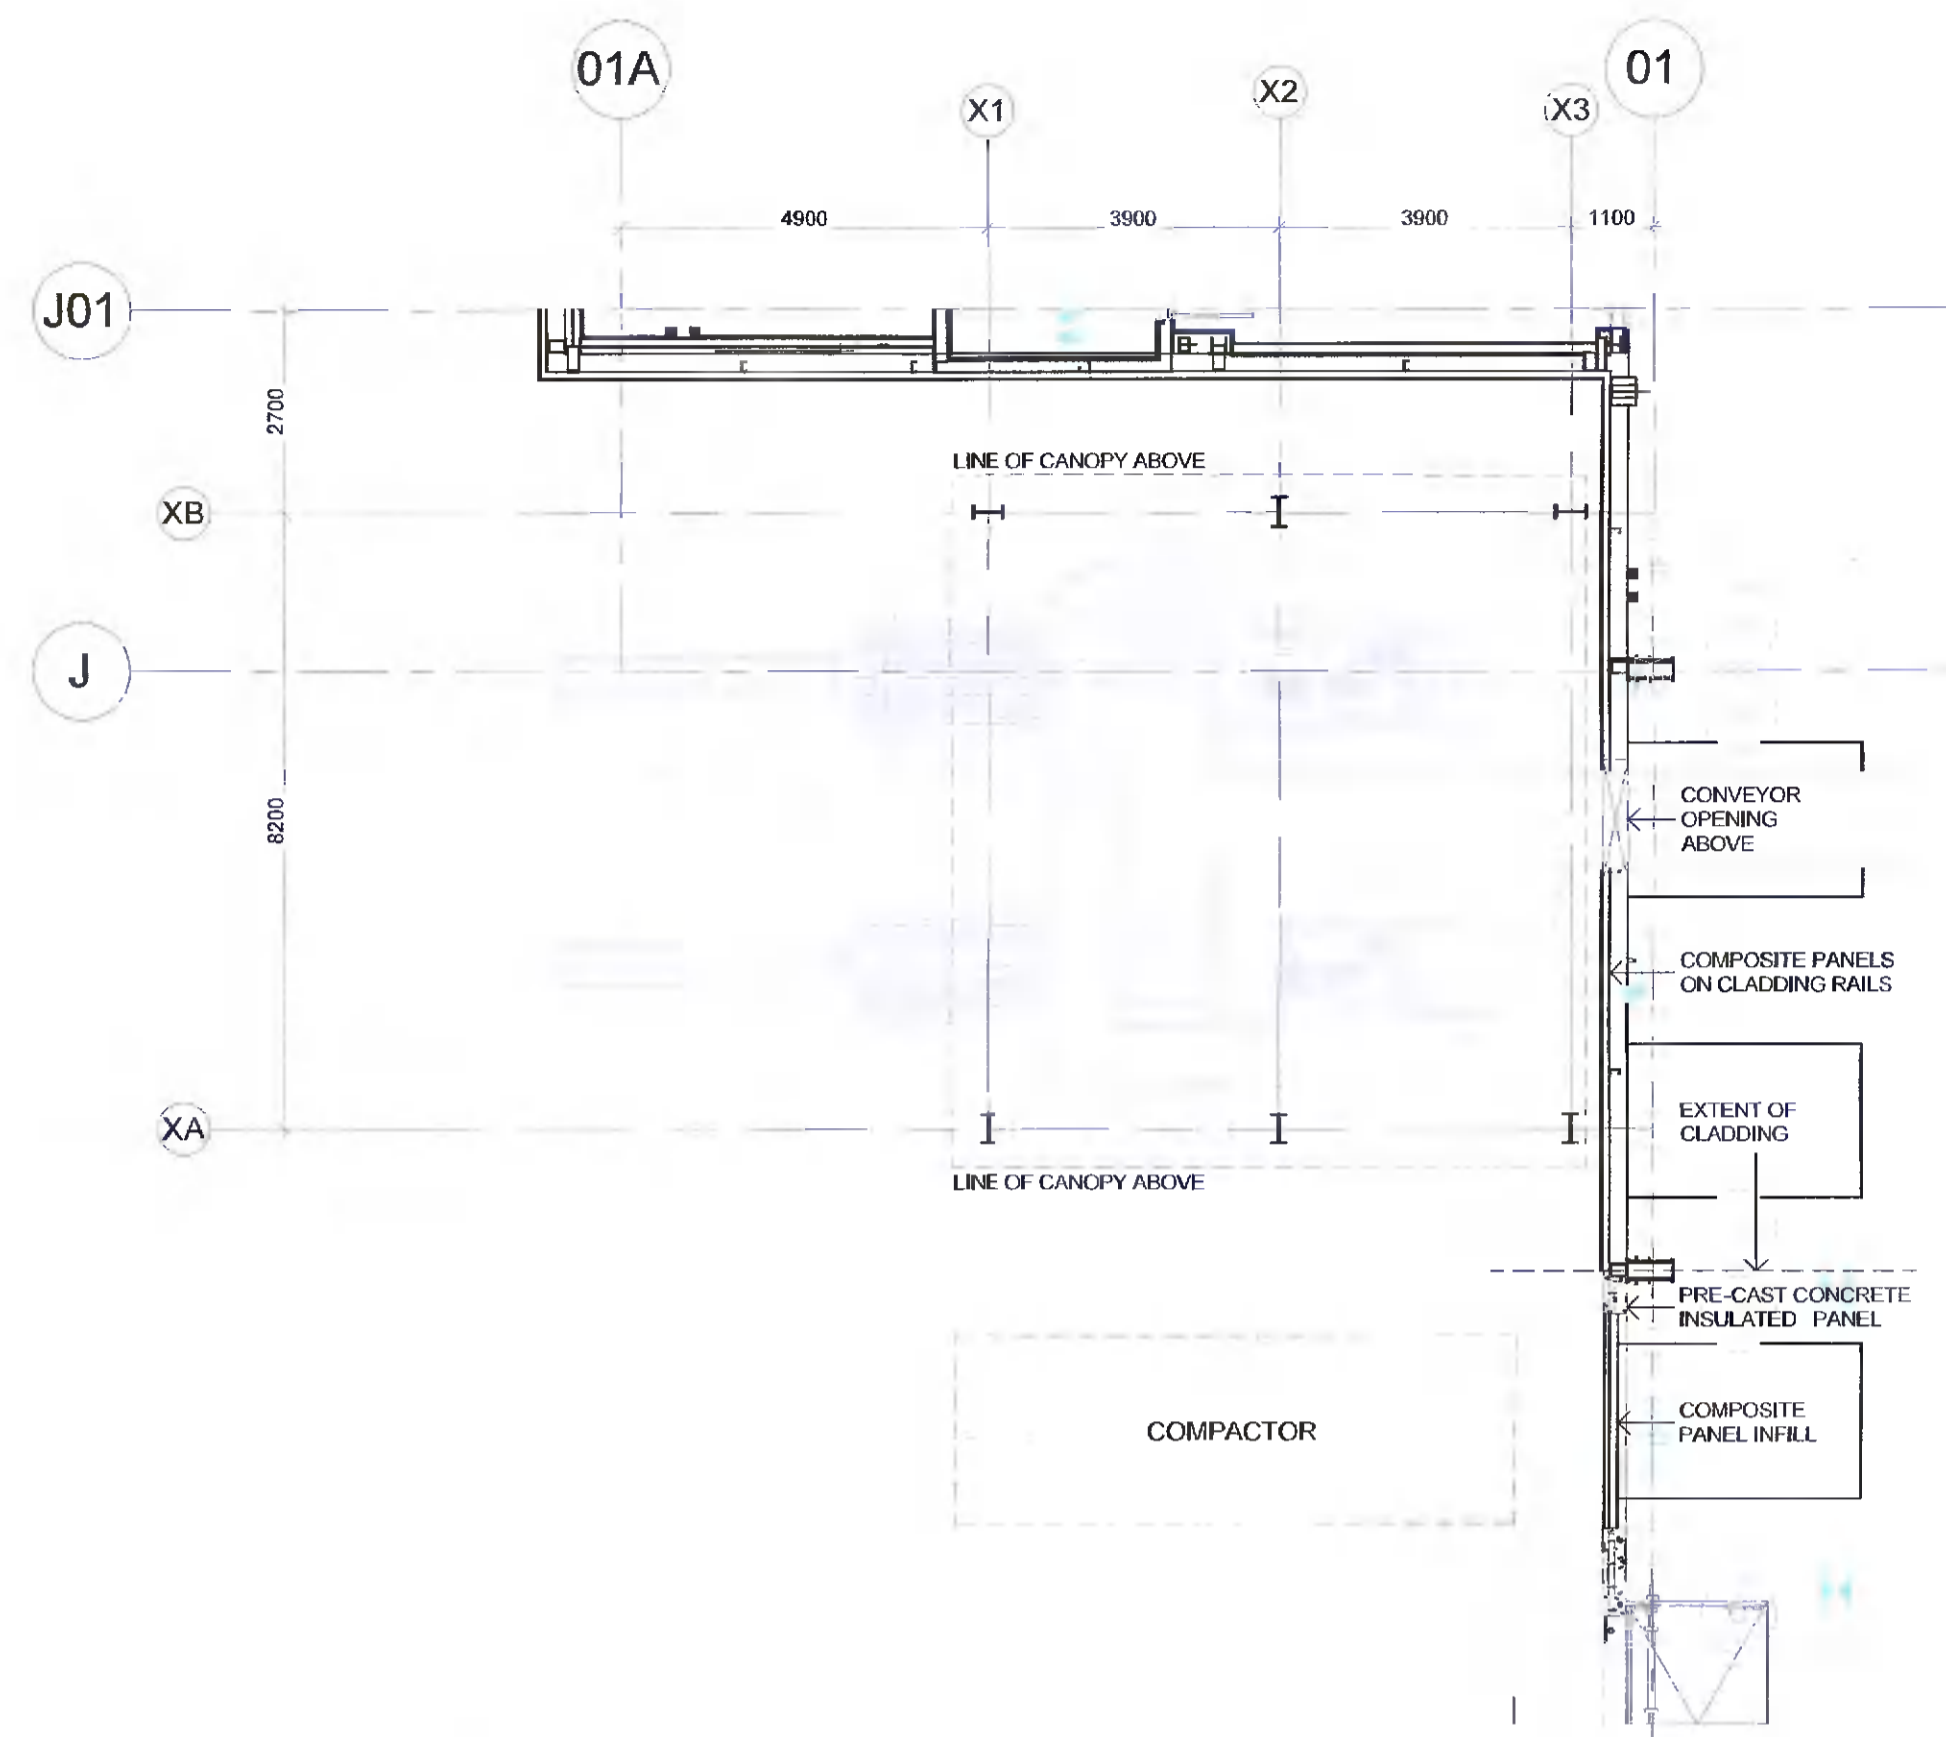 01A
X1
X2
X3
01
4900
3900
3900
1100
J01
2700
LINE OF CANOPY ABOVE
XB
J
8200
CONVEYOR
OPENING
ABOVE
COMPOSITE PANELS
ON CLADDING RAILS
XA
EXTENT OF
CLADDING
LINE OF CANOPY ABOVE
PRE-CAST CONCRETE
INSULATED PANEL
COMPACTOR
COMPOSITE
PANEL INFILL